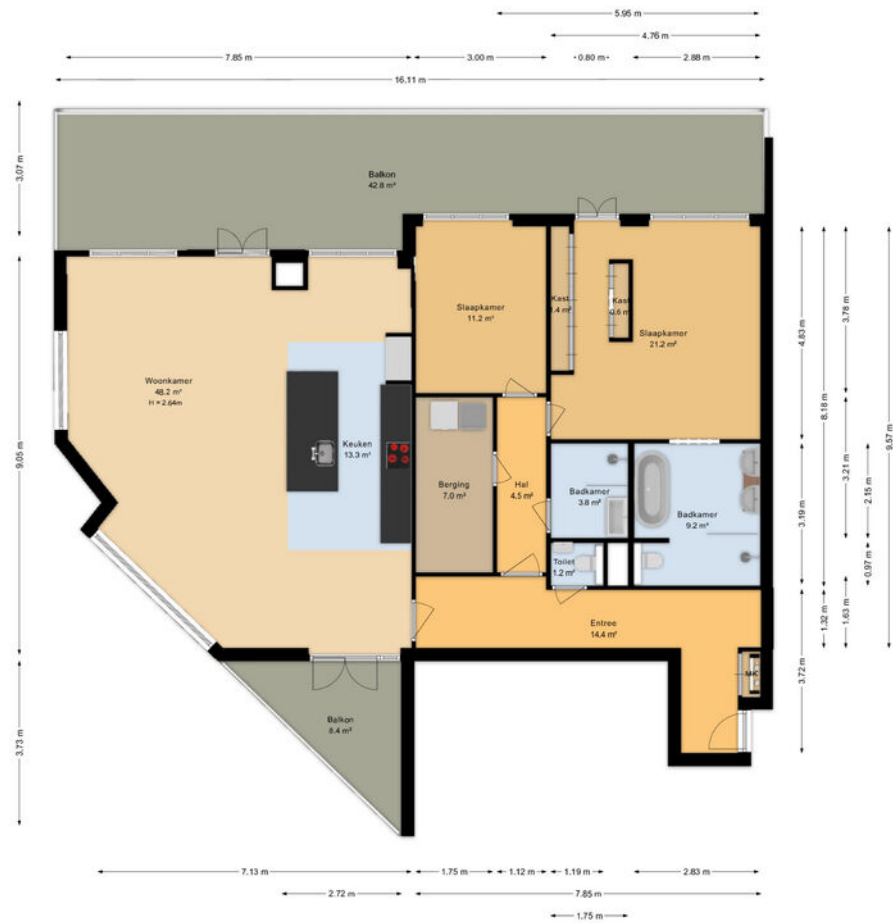 5.95 m
4.76 m
7.85 m
3.00 m
0.80 m
2.88 m
16.11 m
3.07 m
Balkon
42.8 m²
Slaapkamer
11.2 m²
Kast
1.4 m²
Kast
0.6 m²
Slaapkamer
21.2 m²
3.78 m
4.83 m
8.18 m
9.57 m
Woonkamer
48.2 m²
H = 2.64m
9.05 m
Keuken
13.3 m²
Berging
7.0 m²
Hal
4.5 m²
Badkamer
3.8 m²
Badkamer
9.2 m²
3.21 m
2.15 m
3.19 m
Toilet
1.2 m²
0.97 m
Entree
14.4 m²
1.32 m
1.63 m
MK
3.72 m
Balkon
8.4 m²
3.73 m
7.13 m
1.75 m
1.12 m
1.19 m
2.83 m
2.72 m
7.85 m
1.75 m